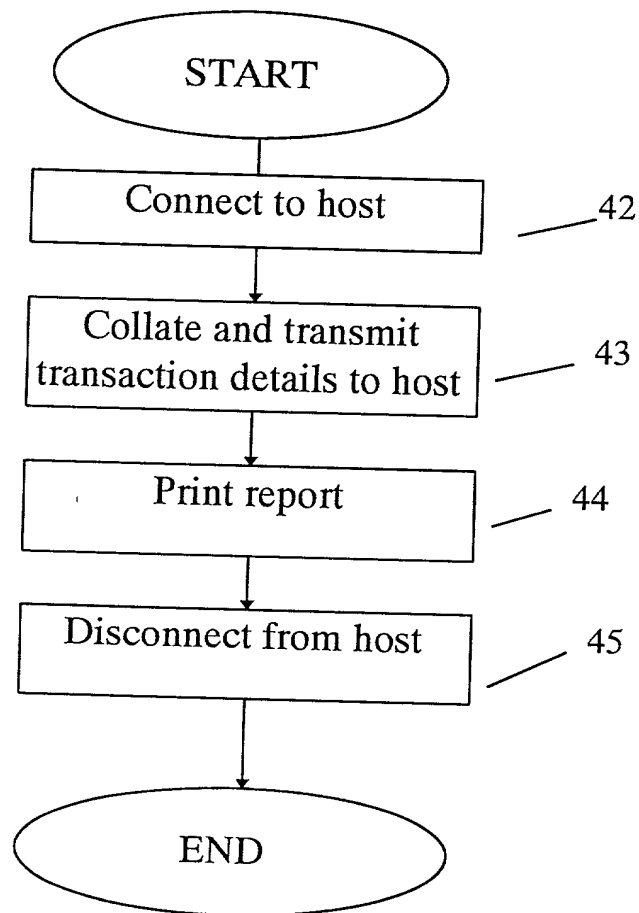 START
Connect to host
42
Collate and transmit
transaction details to host
43
Print report
44
Disconnect from host
45
END